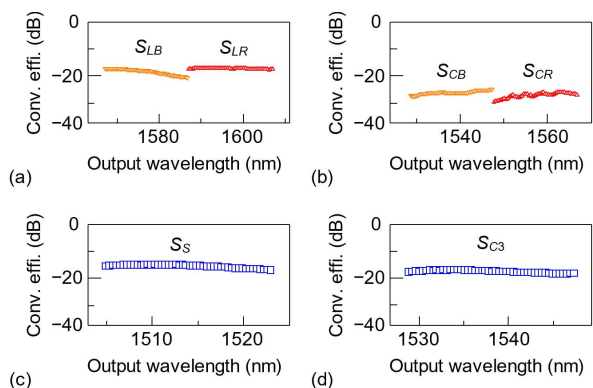 0
−20
−40
Conv. effi. (dB)
S_LB S_LR
1580 1600
Output wavelength (nm)
(a)
0
−20
−40
Conv. effi. (dB)
S_CB S_CR
1540 1560
Output wavelength (nm)
(b)
0
−20
−40
Conv. effi. (dB)
S_S
1510 1520
Output wavelength (nm)
(c)
0
−20
−40
Conv. effi. (dB)
S_C3
1530 1540
Output wavelength (nm)
(d)